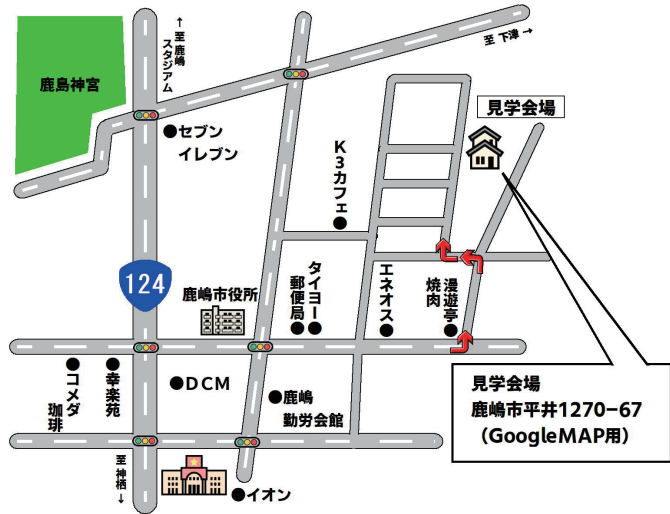 鹿島神宮
←至 鹿嶋
スタジアム
至 下津→
見学会場
セブン
イレブン
K3カフェ
124
鹿嶋市役所
郵便局
タイヨー
エネオス
漫遊亭
焼肉
コメダ
珈琲
幸楽苑
DCM
鹿嶋
勤労会館
見学会場
鹿嶋市平井1270-67
（GoogleMAP用）
至 神栖→
イオン